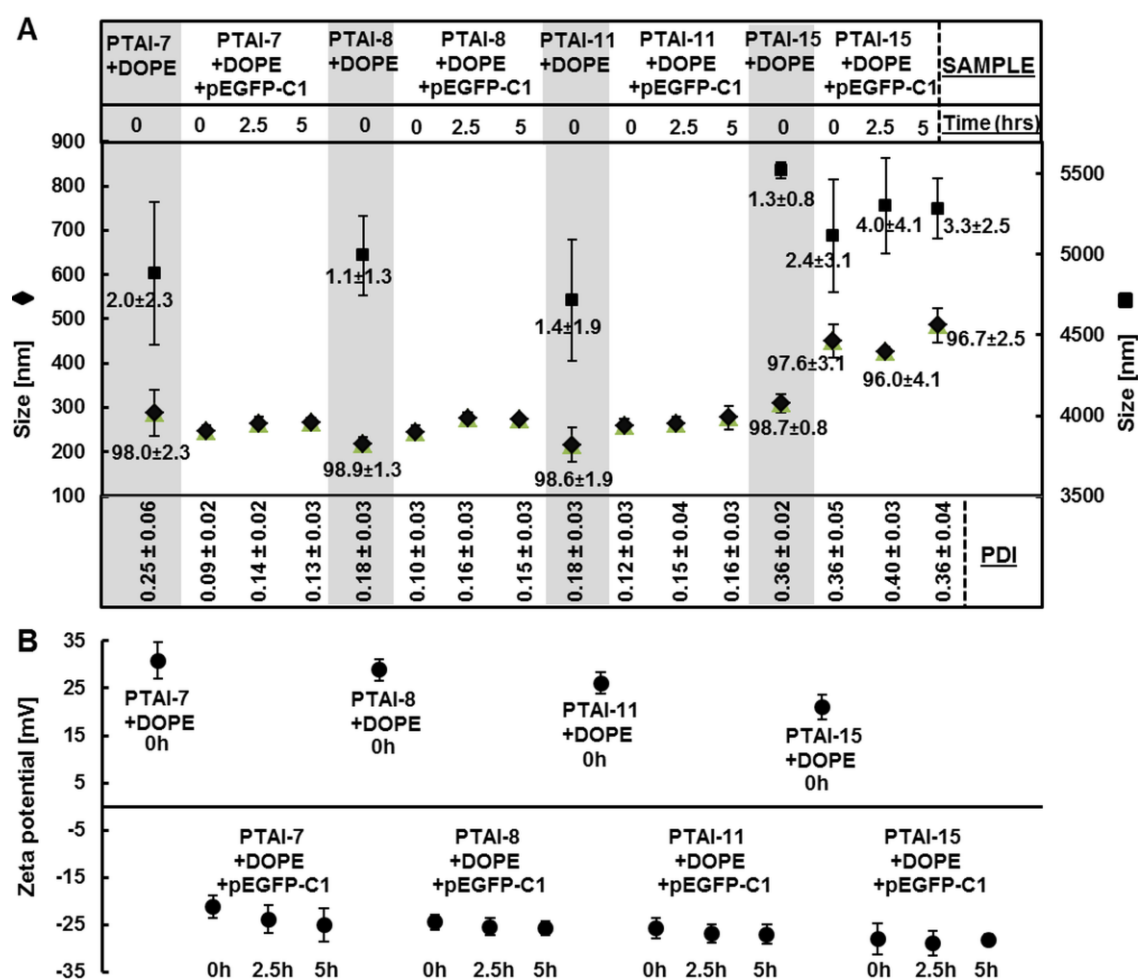 A
PTAI-7 +DOPE
PTAI-7 +DOPE +pEGFP-C1
PTAI-8 +DOPE
PTAI-8 +DOPE +pEGFP-C1
PTAI-11 +DOPE
PTAI-11 +DOPE +pEGFP-C1
PTAI-15 +DOPE
PTAI-15 +DOPE +pEGFP-C1
SAMPLE
0 0 2.5 5 0 0 2.5 5 0 0 2.5 5 0 0 2.5 5 Time (hrs)
900
800
700
600
500
400
300
200
100
Size [nm]
5500
5000
4500
4000
3500
Size [nm]
2.0±2.3
98.0±2.3
1.1±1.3
98.9±1.3
1.4±1.9
98.6±1.9
1.3±0.8
98.7±0.8
2.4±3.1
97.6±3.1
4.0±4.1
96.0±4.1
3.3±2.5
96.7±2.5
0.25 ± 0.06
0.09 ± 0.02
0.14 ± 0.02
0.13 ± 0.03
0.18 ± 0.03
0.10 ± 0.03
0.16 ± 0.03
0.15 ± 0.03
0.18 ± 0.03
0.12 ± 0.03
0.15 ± 0.04
0.16 ± 0.03
0.36 ± 0.02
0.36 ± 0.05
0.40 ± 0.03
0.36 ± 0.04
PDI
B
35
25
15
5
-5
-15
-25
-35
Zeta potential [mV]
PTAI-7
+DOPE
0h
PTAI-8
+DOPE
0h
PTAI-11
+DOPE
0h
PTAI-15
+DOPE
0h
PTAI-7
+DOPE
+pEGFP-C1
PTAI-8
+DOPE
+pEGFP-C1
PTAI-11
+DOPE
+pEGFP-C1
PTAI-15
+DOPE
+pEGFP-C1
0h 2.5h 5h 0h 2.5h 5h 0h 2.5h 5h 0h 2.5h 5h